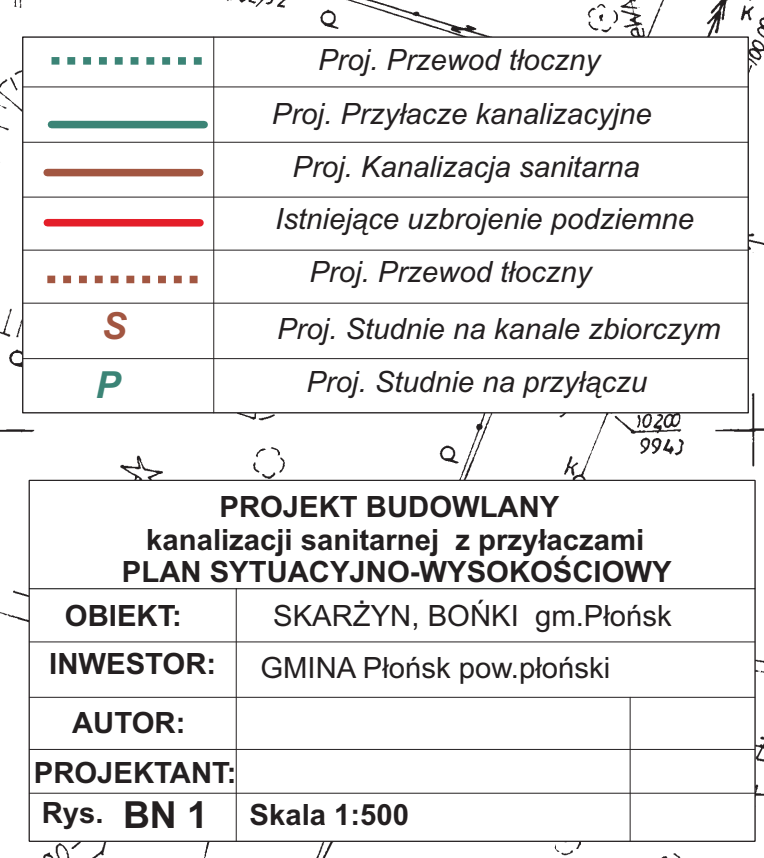 Proj. Przewod tłoczny
Proj. Przyłacze kanalizacyjne
Proj. Kanalizacja sanitarna
Istniejące uzbrojenie podziemne
Proj. Przewod tłoczny
S Proj. Studnie na kanale zbiorczym
P Proj. Studnie na przyłączu
10200
9943
k
PROJEKT BUDOWLANY
kanalizacji sanitarnej z przyłaczami
PLAN SYTUACYJNO-WYSOKOŚCIOWY
OBIEKT: SKARŻYN, BOŃKI gm.Płońsk
INWESTOR: GMINA Płońsk pow.płoński
AUTOR:
PROJEKTANT:
Rys. BN 1 Skala 1:500